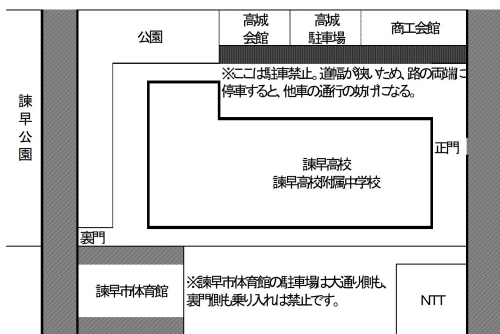 公園
高城
会館
高城
駐車場
商工会館
※ここは駐車禁止。道幅が狭いため、路の両端に
停車すると、他車の通行の妨げになる。
諫早公園
諫早高校
諫早高校附属中学校
正門
裏門
諫早市体育館
※諫早市体育館の駐車場は大通り側も、
裏門側も乗り入れは禁止です。
NTT